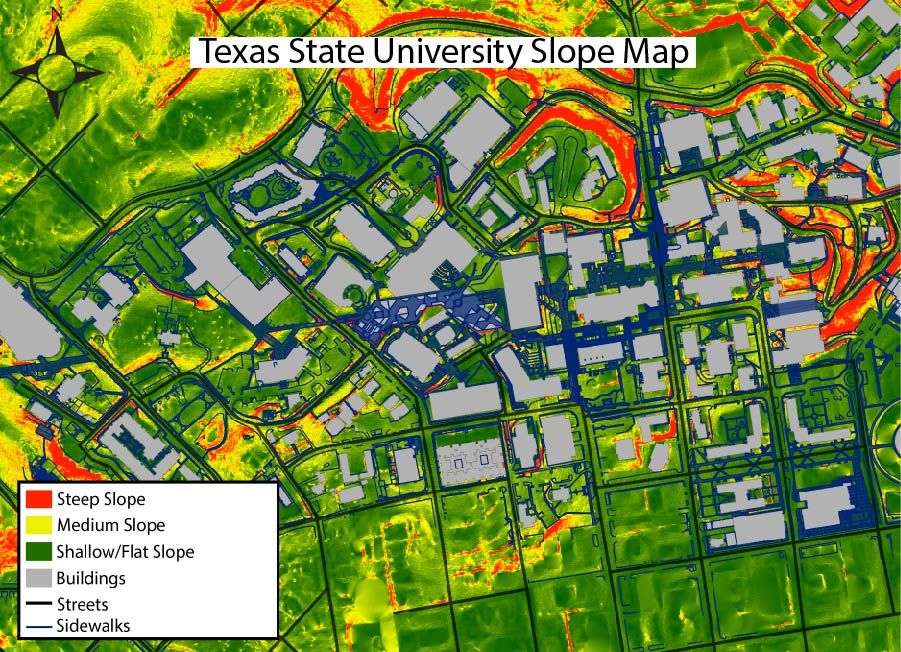 N
Texas State University Slope Map
Steep Slope
Medium Slope
Shallow/Flat Slope
Buildings
Streets
Sidewalks